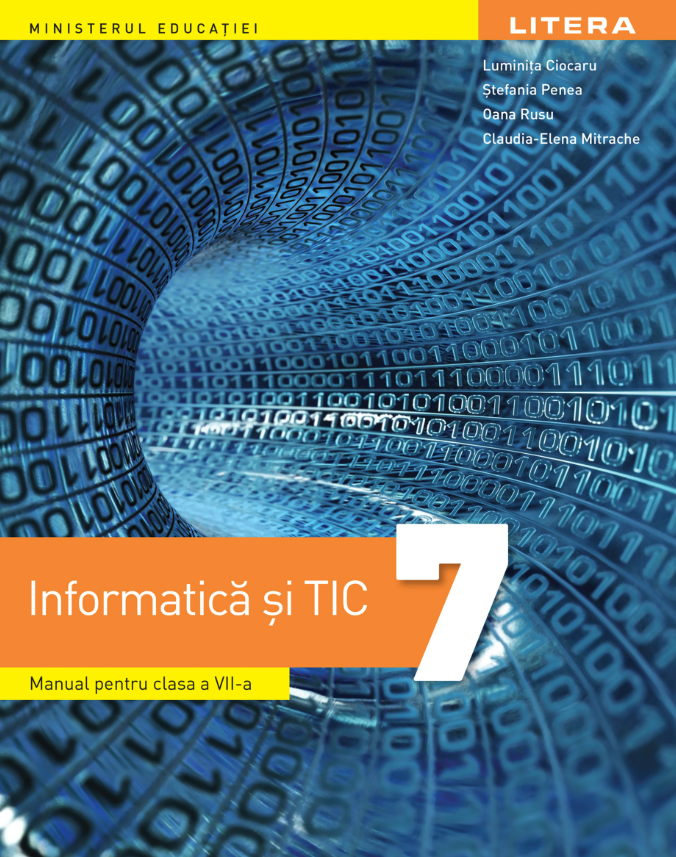 MINISTERUL EDUCAȚIEI
LITERA
Luminița Ciocaru
Ștefania Penea
Oana Rusu
Claudia-Elena Mitrache
Informatică și TIC
7
Manual pentru clasa a VII-a